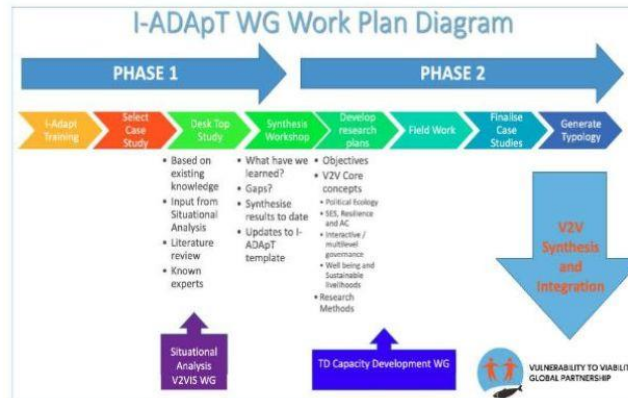 I-ADApT WG Work Plan Diagram
PHASE 1
PHASE 2
I-Adapt
Training
Select
Case
Study
Desk Top
Study
Synthesis
Workshop
Develop
research
plans
Field Work
Finalise
Case
Studies
Generate
Typology
• Based on
existing
knowledge
• Input from
Situational
Analysis
• Literature
review
• Known
experts
• What have we
learned?
• Gaps?
• Synthesise
results to date
• Updates to I-
ADApT
template
• Objectives
• V2V Core
concepts
• Political Ecology
• SES, Resilience
and AC
• Interactive /
multilevel
governance
• Well being and
Sustainable
livelihoods
• Research
Methods
V2V
Synthesis
and
Integration
Situational
Analysis
V2VIS WG
TD Capacity Development WG
VULNERABILITY TO VIABILIT
GLOBAL PARTNERSHIP